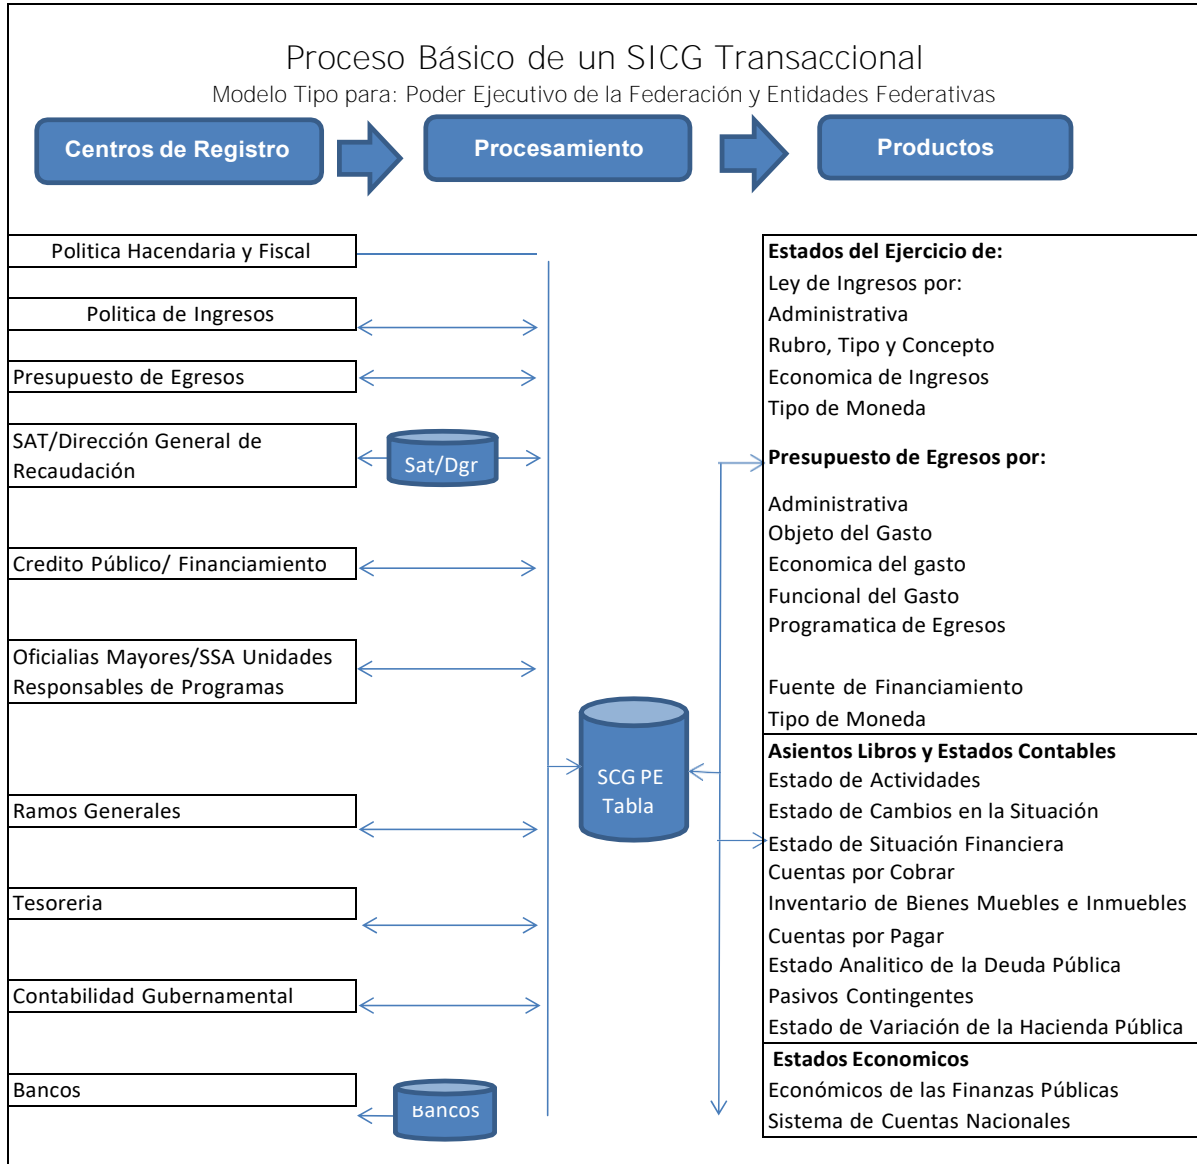 Proceso Básico de un SICG Transaccional
Modelo Tipo para: Poder Ejecutivo de la Federación y Entidades Federativas
Centros de Registro
Procesamiento
Productos
Politica Hacendaria y Fiscal
Politica de Ingresos
Presupuesto de Egresos
SAT/Dirección General de
Recaudación
Sat/Dgr
Credito Público/ Financiamiento
Oficialias Mayores/SSA Unidades
Responsables de Programas
Ramos Generales
Tesoreria
Contabilidad Gubernamental
Bancos
Bancos
SCG PE
Tabla
Estados del Ejercicio de:
Ley de Ingresos por:
Administrativa
Rubro, Tipo y Concepto
Economica de Ingresos
Tipo de Moneda
Presupuesto de Egresos por:
Administrativa
Objeto del Gasto
Economica del gasto
Funcional del Gasto
Programatica de Egresos
Fuente de Financiamiento
Tipo de Moneda
Asientos Libros y Estados Contables
Estado de Actividades
Estado de Cambios en la Situación
Estado de Situación Financiera
Cuentas por Cobrar
Inventario de Bienes Muebles e Inmuebles
Cuentas por Pagar
Estado Analitico de la Deuda Pública
Pasivos Contingentes
Estado de Variación de la Hacienda Pública
Estados Economicos
Económicos de las Finanzas Públicas
Sistema de Cuentas Nacionales